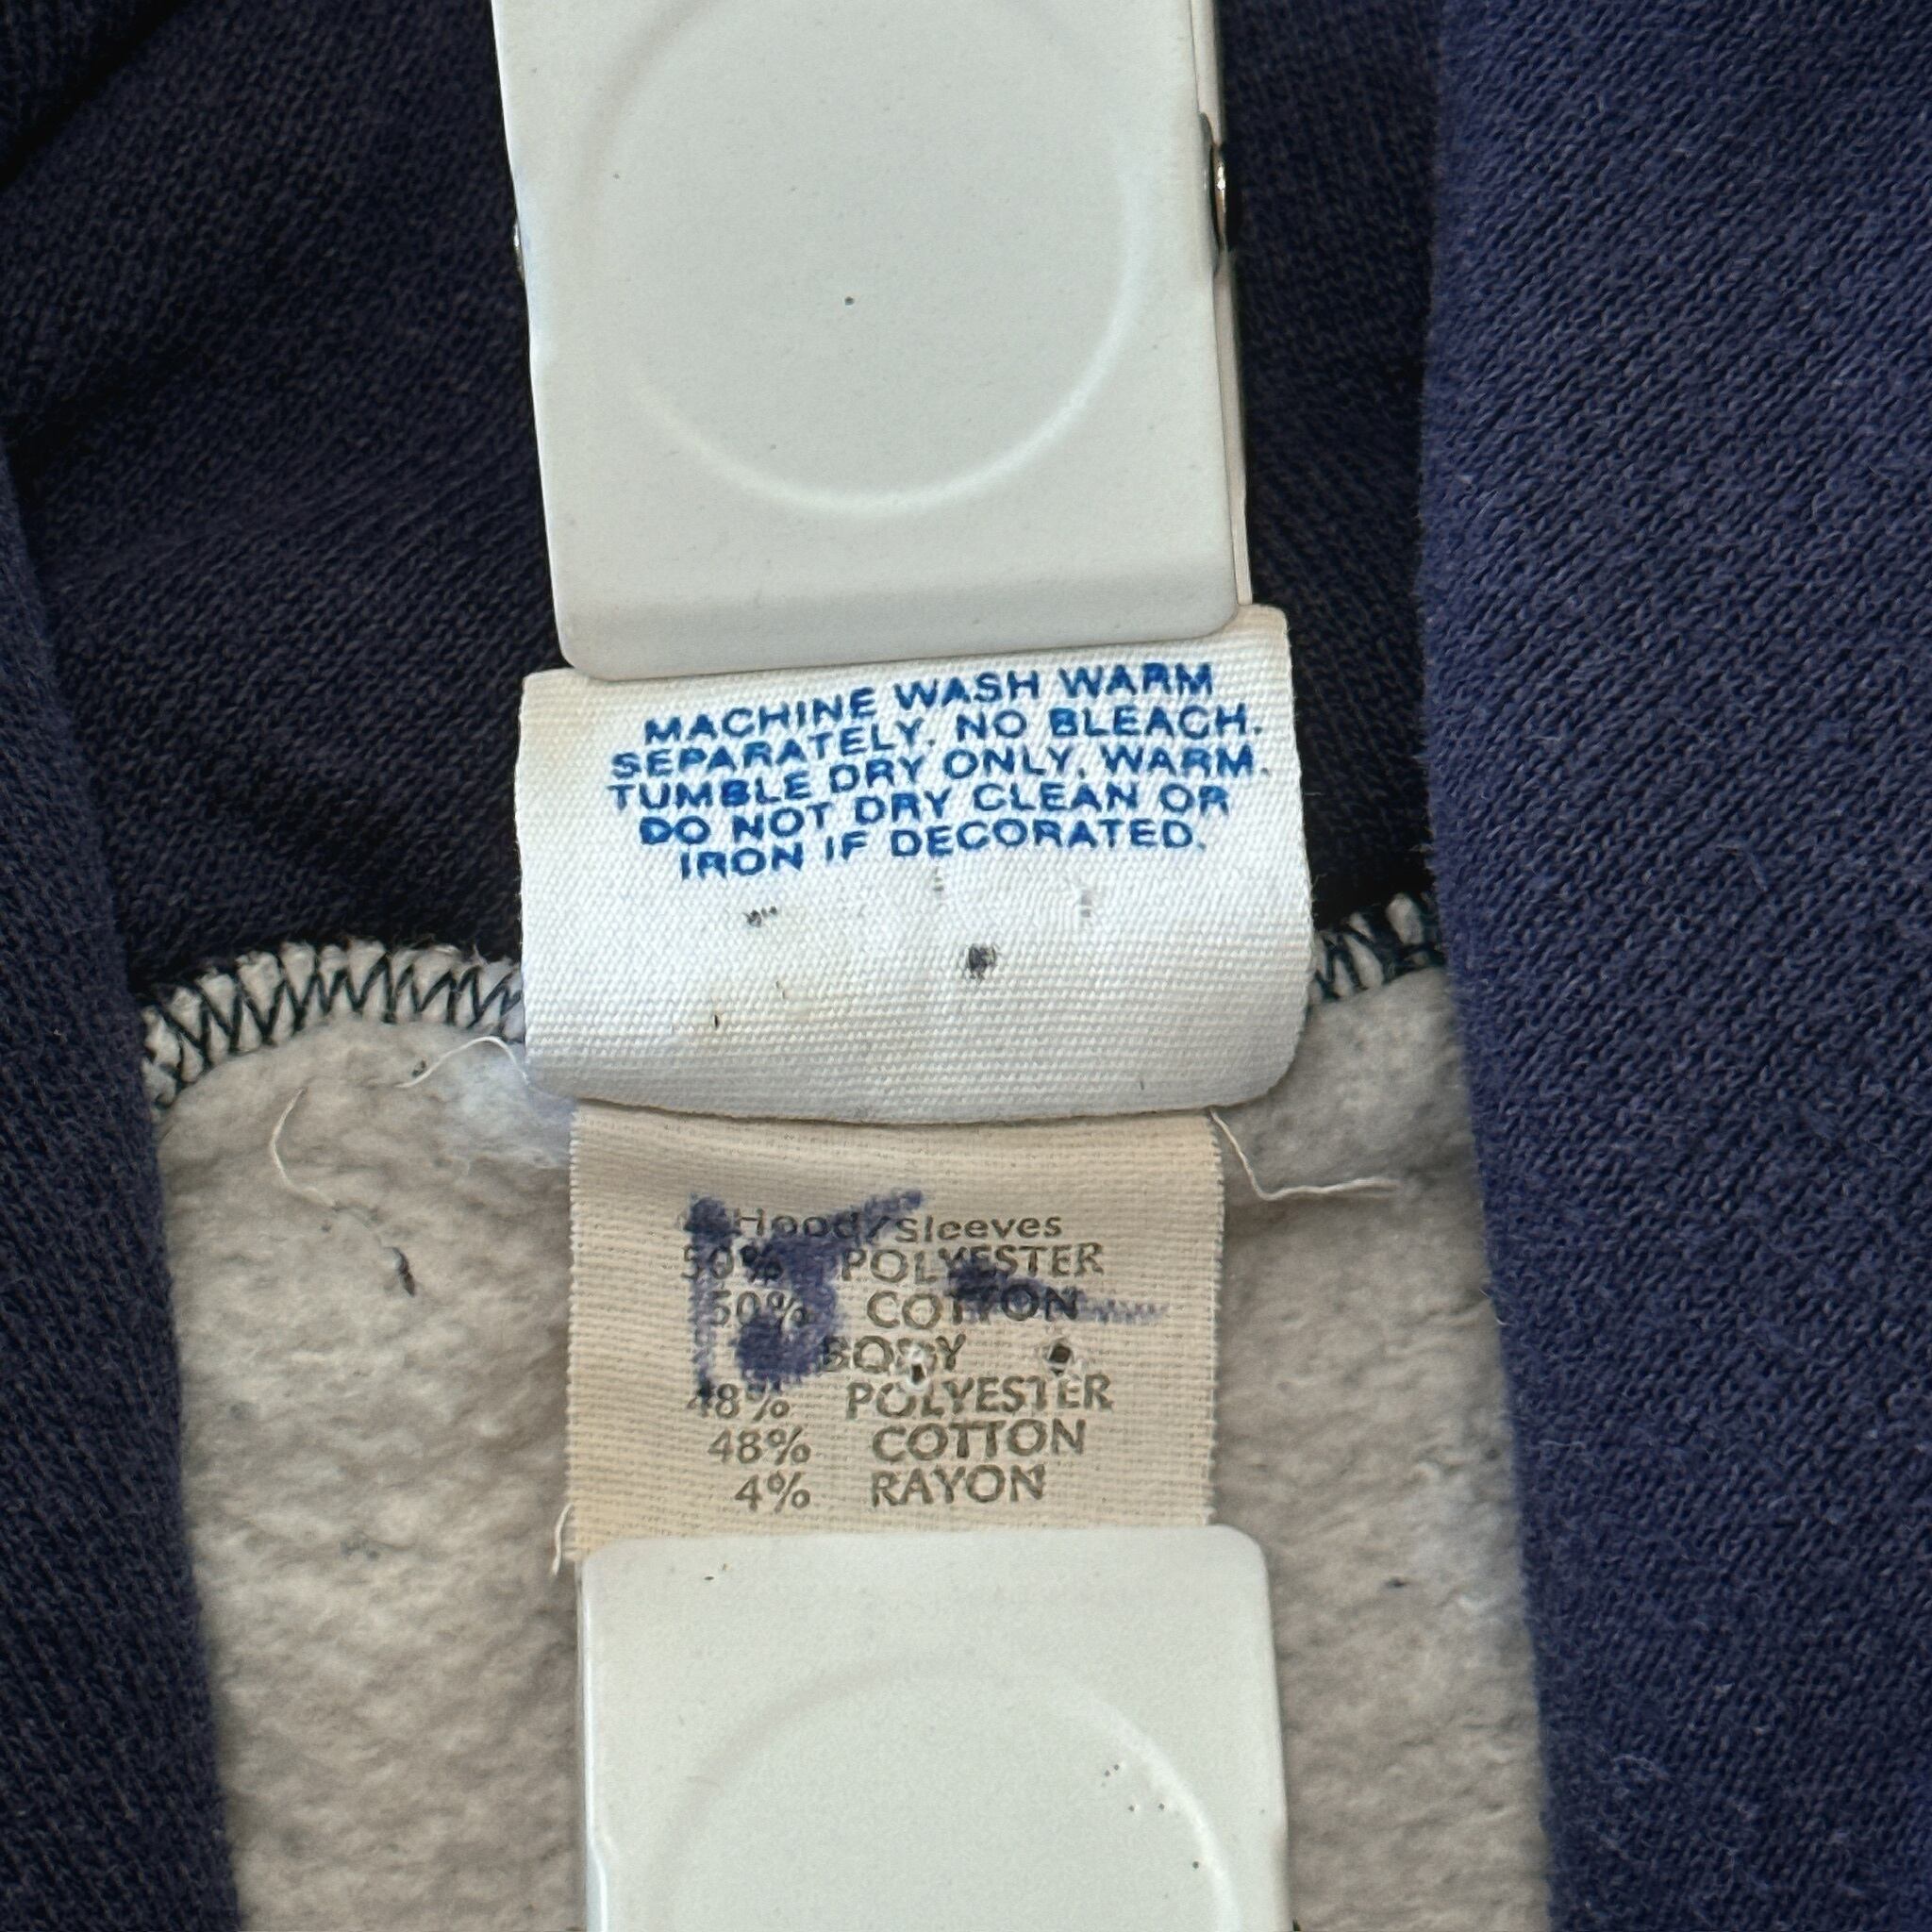 MACHINE WASH WARM
SEPARATELY. NO BLEACH.
TUMBLE DRY ONLY, WARM.
DO NOT DRY CLEAN OR
IRON IF DECORATED.
Hood/Sleeves
50% POLYESTER
50% COTTON
BODY
48% POLYESTER
48% COTTON
4% RAYON